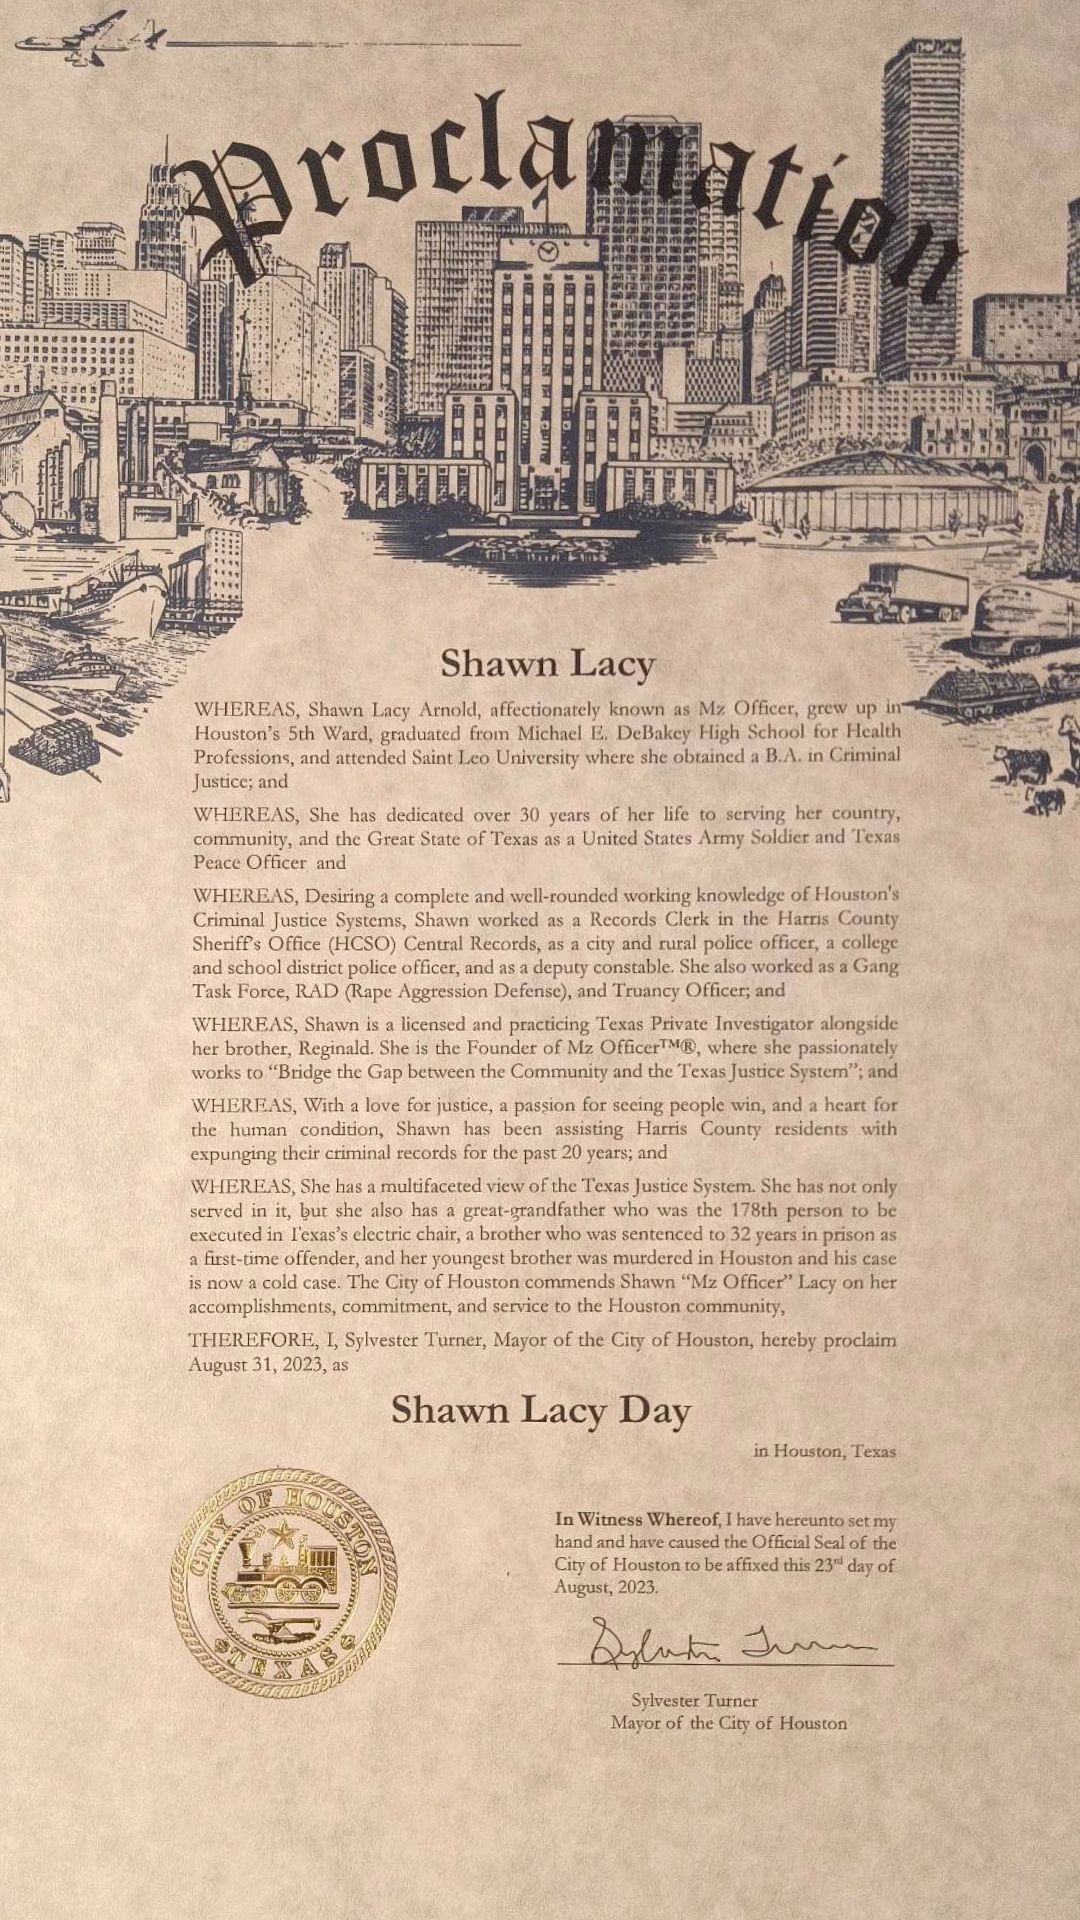 Proclamation
Shawn Lacy
WHEREAS, Shawn Lacy Arnold, affectionately known as Mz Officer, grew up in
Houston's 5th Ward, graduated from Michael E. DeBakey High School for Health
Professions, and attended Saint Leo University where she obtained a B.A. in Criminal
Justice; and
WHEREAS, She has dedicated over 30 years of her life to serving her country,
community, and the Great State of Texas as a United States Army Soldier and Texas
Peace Officer and
WHEREAS, Desiring a complete and well-rounded working knowledge of Houston's
Criminal Justice Systems, Shawn worked as a Records Clerk in the Harris County
Sheriff's Office (HCSO) Central Records, as a city and rural police officer, a college
and school district police officer, and as a deputy constable. She also worked as a Gang
Task Force, RAD (Rape Aggression Defense), and Truancy Officer; and
WHEREAS, Shawn is a licensed and practicing Texas Private Investigator alongside
her brother, Reginald. She is the Founder of Mz Officer™®, where she passionately
works to “Bridge the Gap between the Community and the Texas Justice System”; and
WHEREAS, With a love for justice, a passion for seeing people win, and a heart for
the human condition, Shawn has been assisting Harris County residents with
expunging their criminal records for the past 20 years; and
WHEREAS, She has a multifaceted view of the Texas Justice System. She has not only
served in it, but she also has a great-grandfather who was the 178th person to be
executed in Texas's electric chair, a brother who was sentenced to 32 years in prison as
a first-time offender, and her youngest brother was murdered in Houston and his case
is now a cold case. The City of Houston commends Shawn “Mz Officer” Lacy on her
accomplishments, commitment, and service to the Houston community,
THEREFORE, I, Sylvester Turner, Mayor of the City of Houston, hereby proclaim
August 31, 2023, as
Shawn Lacy Day
in Houston, Texas
CITY OF HOUSTON
TEXAS
In Witness Whereof, I have hereunto set my
hand and have caused the Official Seal of the
City of Houston to be affixed this 23rd day of
August, 2023.
Sylvester Turner
Sylvester Turner
Mayor of the City of Houston